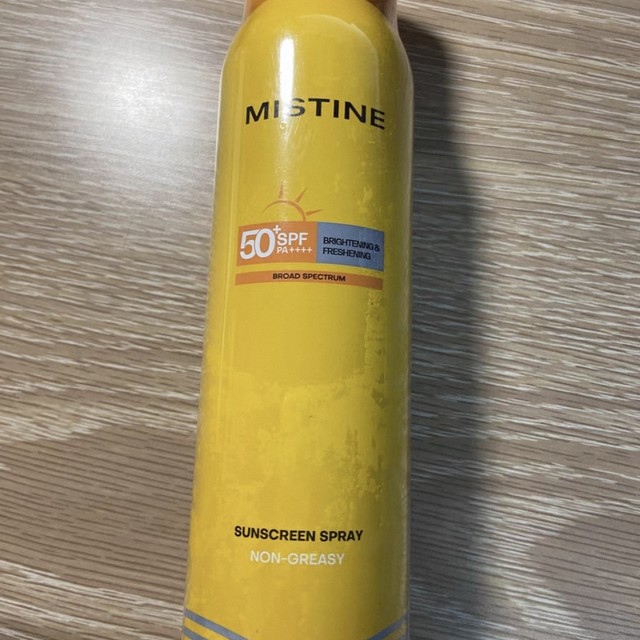 MISTINE
50+ SPF
PA++++
BRIGHTENING &
FRESHENING
BROAD SPECTRUM
SUNSCREEN SPRAY
NON-GREASY